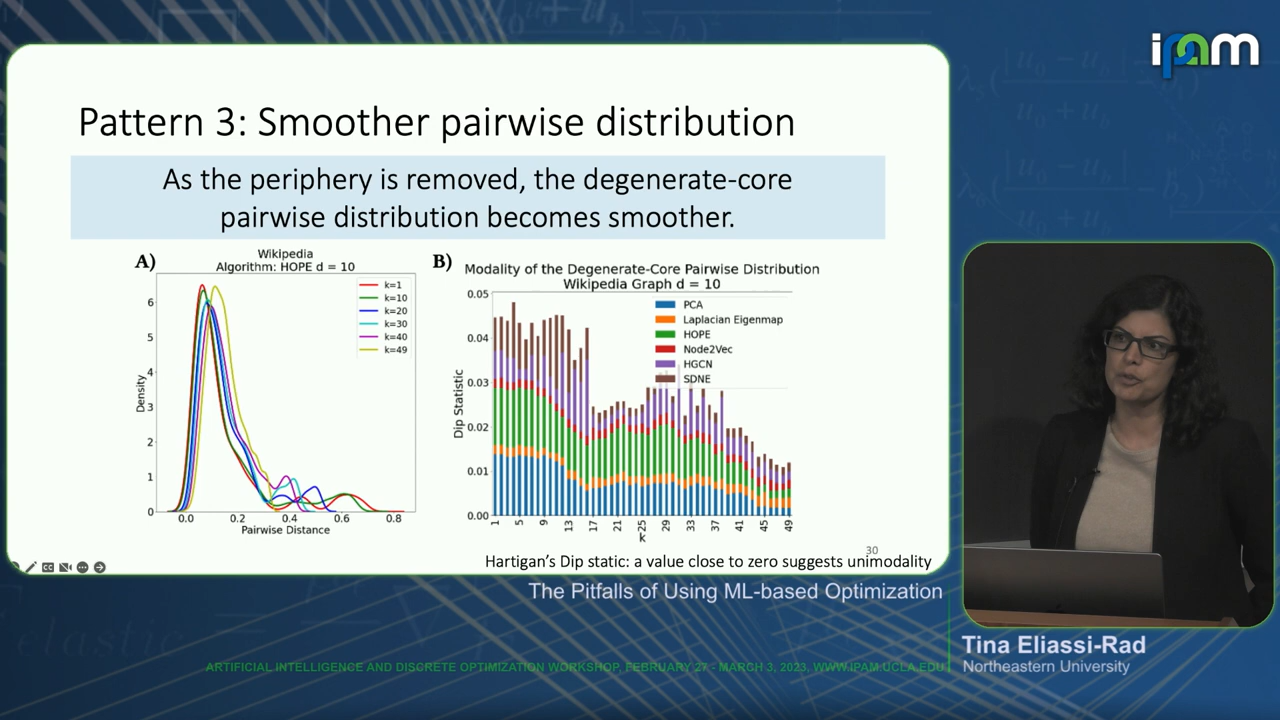 ipam
Pattern 3: Smoother pairwise distribution
As the periphery is removed, the degenerate-core
pairwise distribution becomes smoother.
A)
Wikipedia
Algorithm: HOPE d = 10
k=1
k=10
k=20
k=30
k=40
k=49
Density
6
5
4
3
2
1
0
0.0 0.2 0.4 0.6 0.8
Pairwise Distance
B)
Modality of the Degenerate-Core Pairwise Distribution
Wikipedia Graph d = 10
PCA
Laplacian Eigenmap
HOPE
Node2Vec
HGCN
SDNE
Dip Statistic
0.05
0.04
0.03
0.02
0.01
0.00
1 5 9 13 17 21 25 29 33 37 41 45 49
k
30
Hartigan's Dip static: a value close to zero suggests unimodality
The Pitfalls of Using ML-based Optimization
Tina Eliassi-Rad
Northeastern University
ARTIFICIAL INTELLIGENCE AND DISCRETE OPTIMIZATION WORKSHOP, FEBRUARY 27 - MARCH 3, 2023, WWW.IPAM.UCLA.EDU
elastic